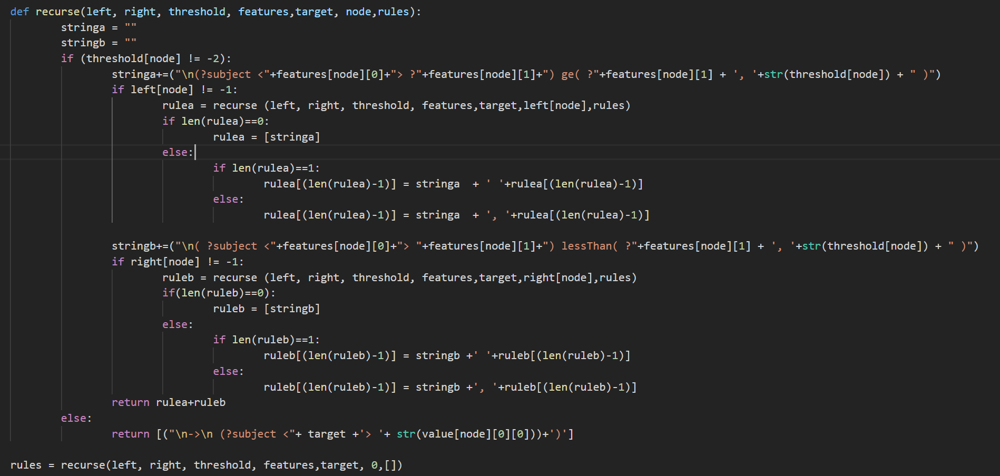 def recurse(left, right, threshold, features,target, node,rules):
        stringa = ""
        stringb = ""
        if (threshold[node] != -2):
                stringa+=("\n(?subject <"+features[node][0]+"> ?"+features[node][1]+") ge( ?"+features[node][1] + ', '+str(threshold[node]) + " )")
                if left[node] != -1:
                        rulea = recurse (left, right, threshold, features,target,left[node],rules)
                        if len(rulea)==0:
                                rulea = [stringa]
                        else:
                                if len(rulea)==1:
                                        rulea[(len(rulea)-1)] = stringa  + ' '+rulea[(len(rulea)-1)]
                                else:
                                        rulea[(len(rulea)-1)] = stringa  + ', '+rulea[(len(rulea)-1)]
                stringb+=("\n( ?subject <"+features[node][0]+"> "+features[node][1]+") lessThan( ?"+features[node][1] + ', '+str(threshold[node]) + " )")
                if right[node] != -1:
                        ruleb = recurse (left, right, threshold, features,target,right[node],rules)
                        if(len(ruleb)==0):
                                ruleb = [stringb]
                        else:
                                if len(ruleb)==1:
                                        ruleb[(len(ruleb)-1)] = stringb +' '+ruleb[(len(ruleb)-1)]
                                else:
                                        ruleb[(len(ruleb)-1)] = stringb +', '+ruleb[(len(ruleb)-1)]
                return rulea+ruleb
        else:
                return [("\n->\n (?subject <"+ target +'> '+ str(value[node][0][0]))+')']
rules = recurse(left, right, threshold, features,target, 0,[])